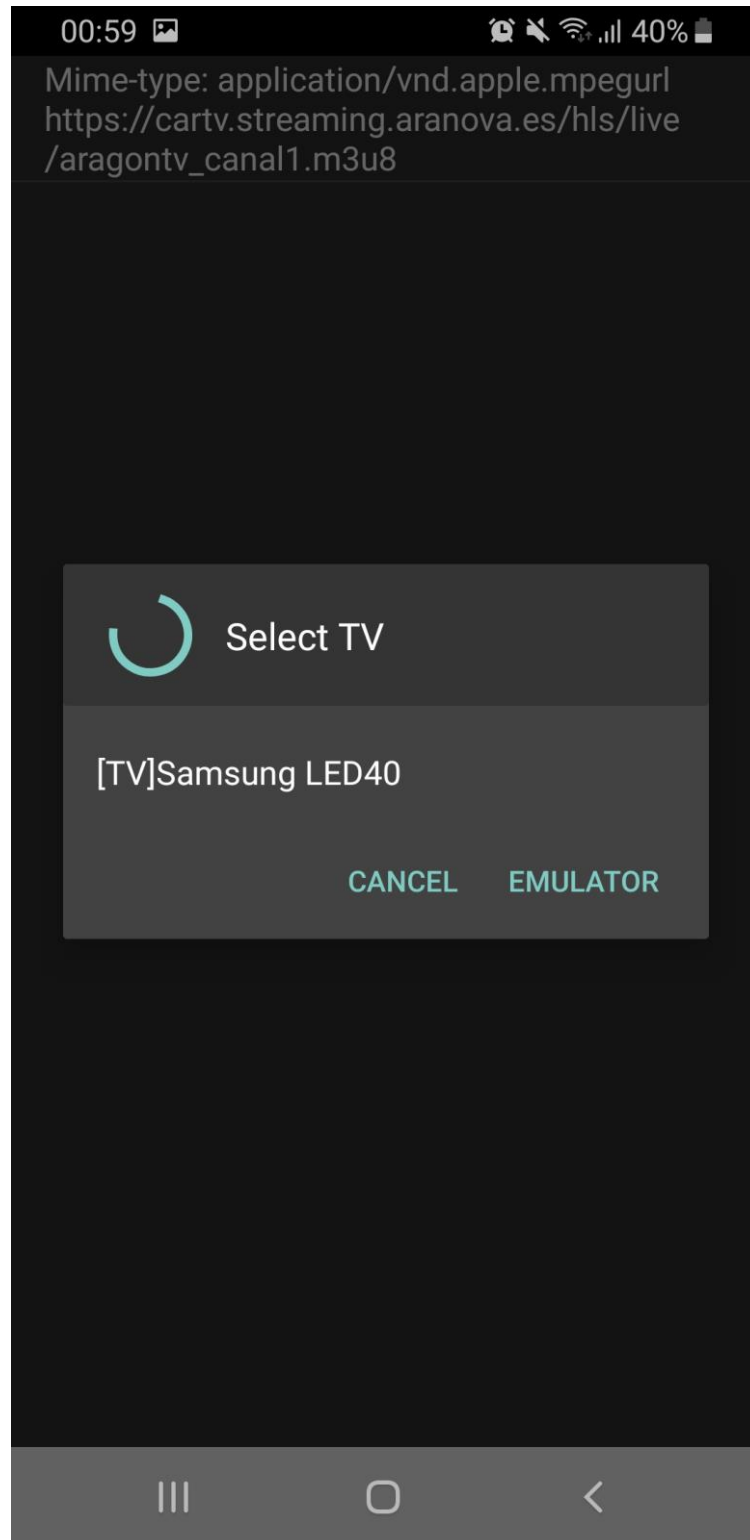 00:59
40%
Mime-type: application/vnd.apple.mpegurl
https://cartv.streaming.aranova.es/hls/live
/aragontv_canal1.m3u8
Select TV
[TV]Samsung LED40
CANCEL EMULATOR